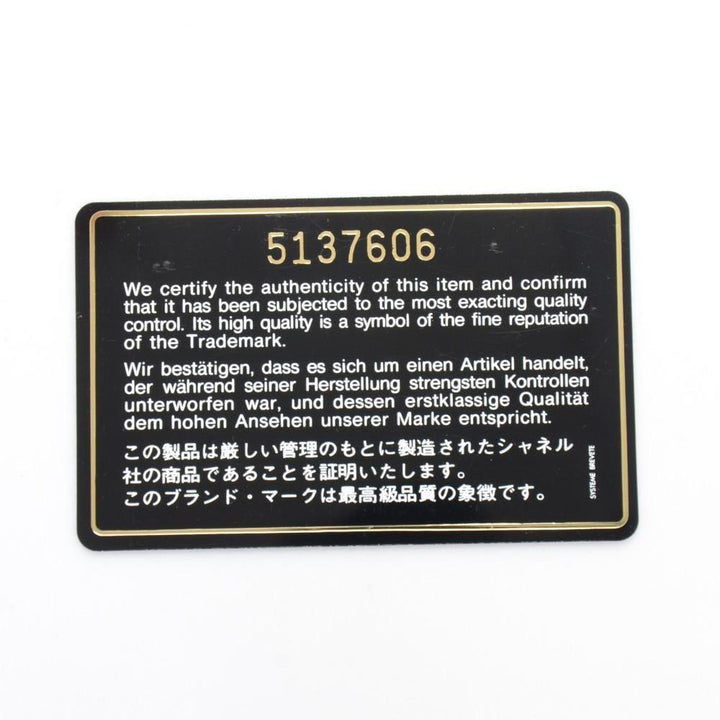 5137606
We certify the authenticity of this item and confirm
that it has been subjected to the most exacting quality
control. Its high quality is a symbol of the fine reputation
of the Trademark.
Wir bestätigen, dass es sich um einen Artikel handelt,
der während seiner Herstellung strengsten Kontrollen
unterworfen war, und dessen erstklassige Qualität
dem hohen Ansehen unserer Marke entspricht.
この製品は厳しい管理のもとに製造されたシャネル
社の商品であることを証明いたします。
このブランド・マークは最高級品質の象徴です。
SYSTEME BREVETE